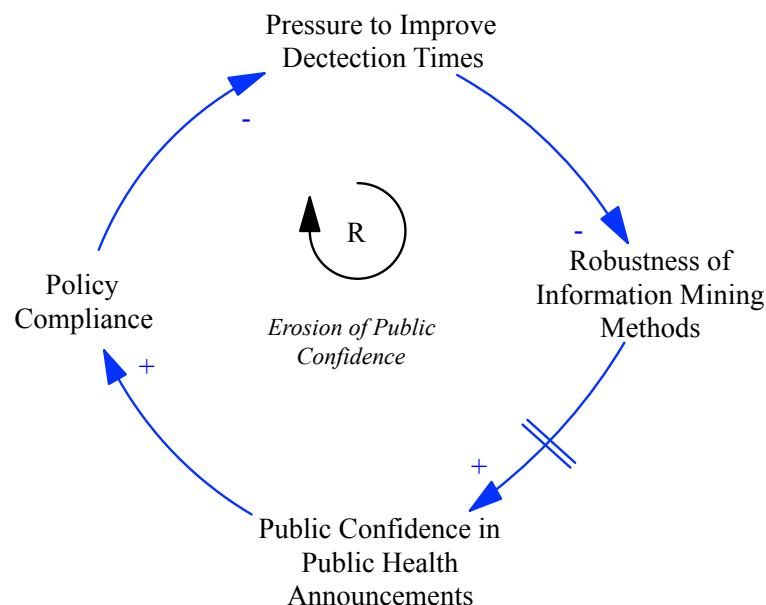 Pressure to Improve
Dectection Times
-
-
R
Robustness of
Information Mining
Methods
Policy
Compliance
Erosion of Public
Confidence
+
+
Public Confidence in
Public Health
Announcements